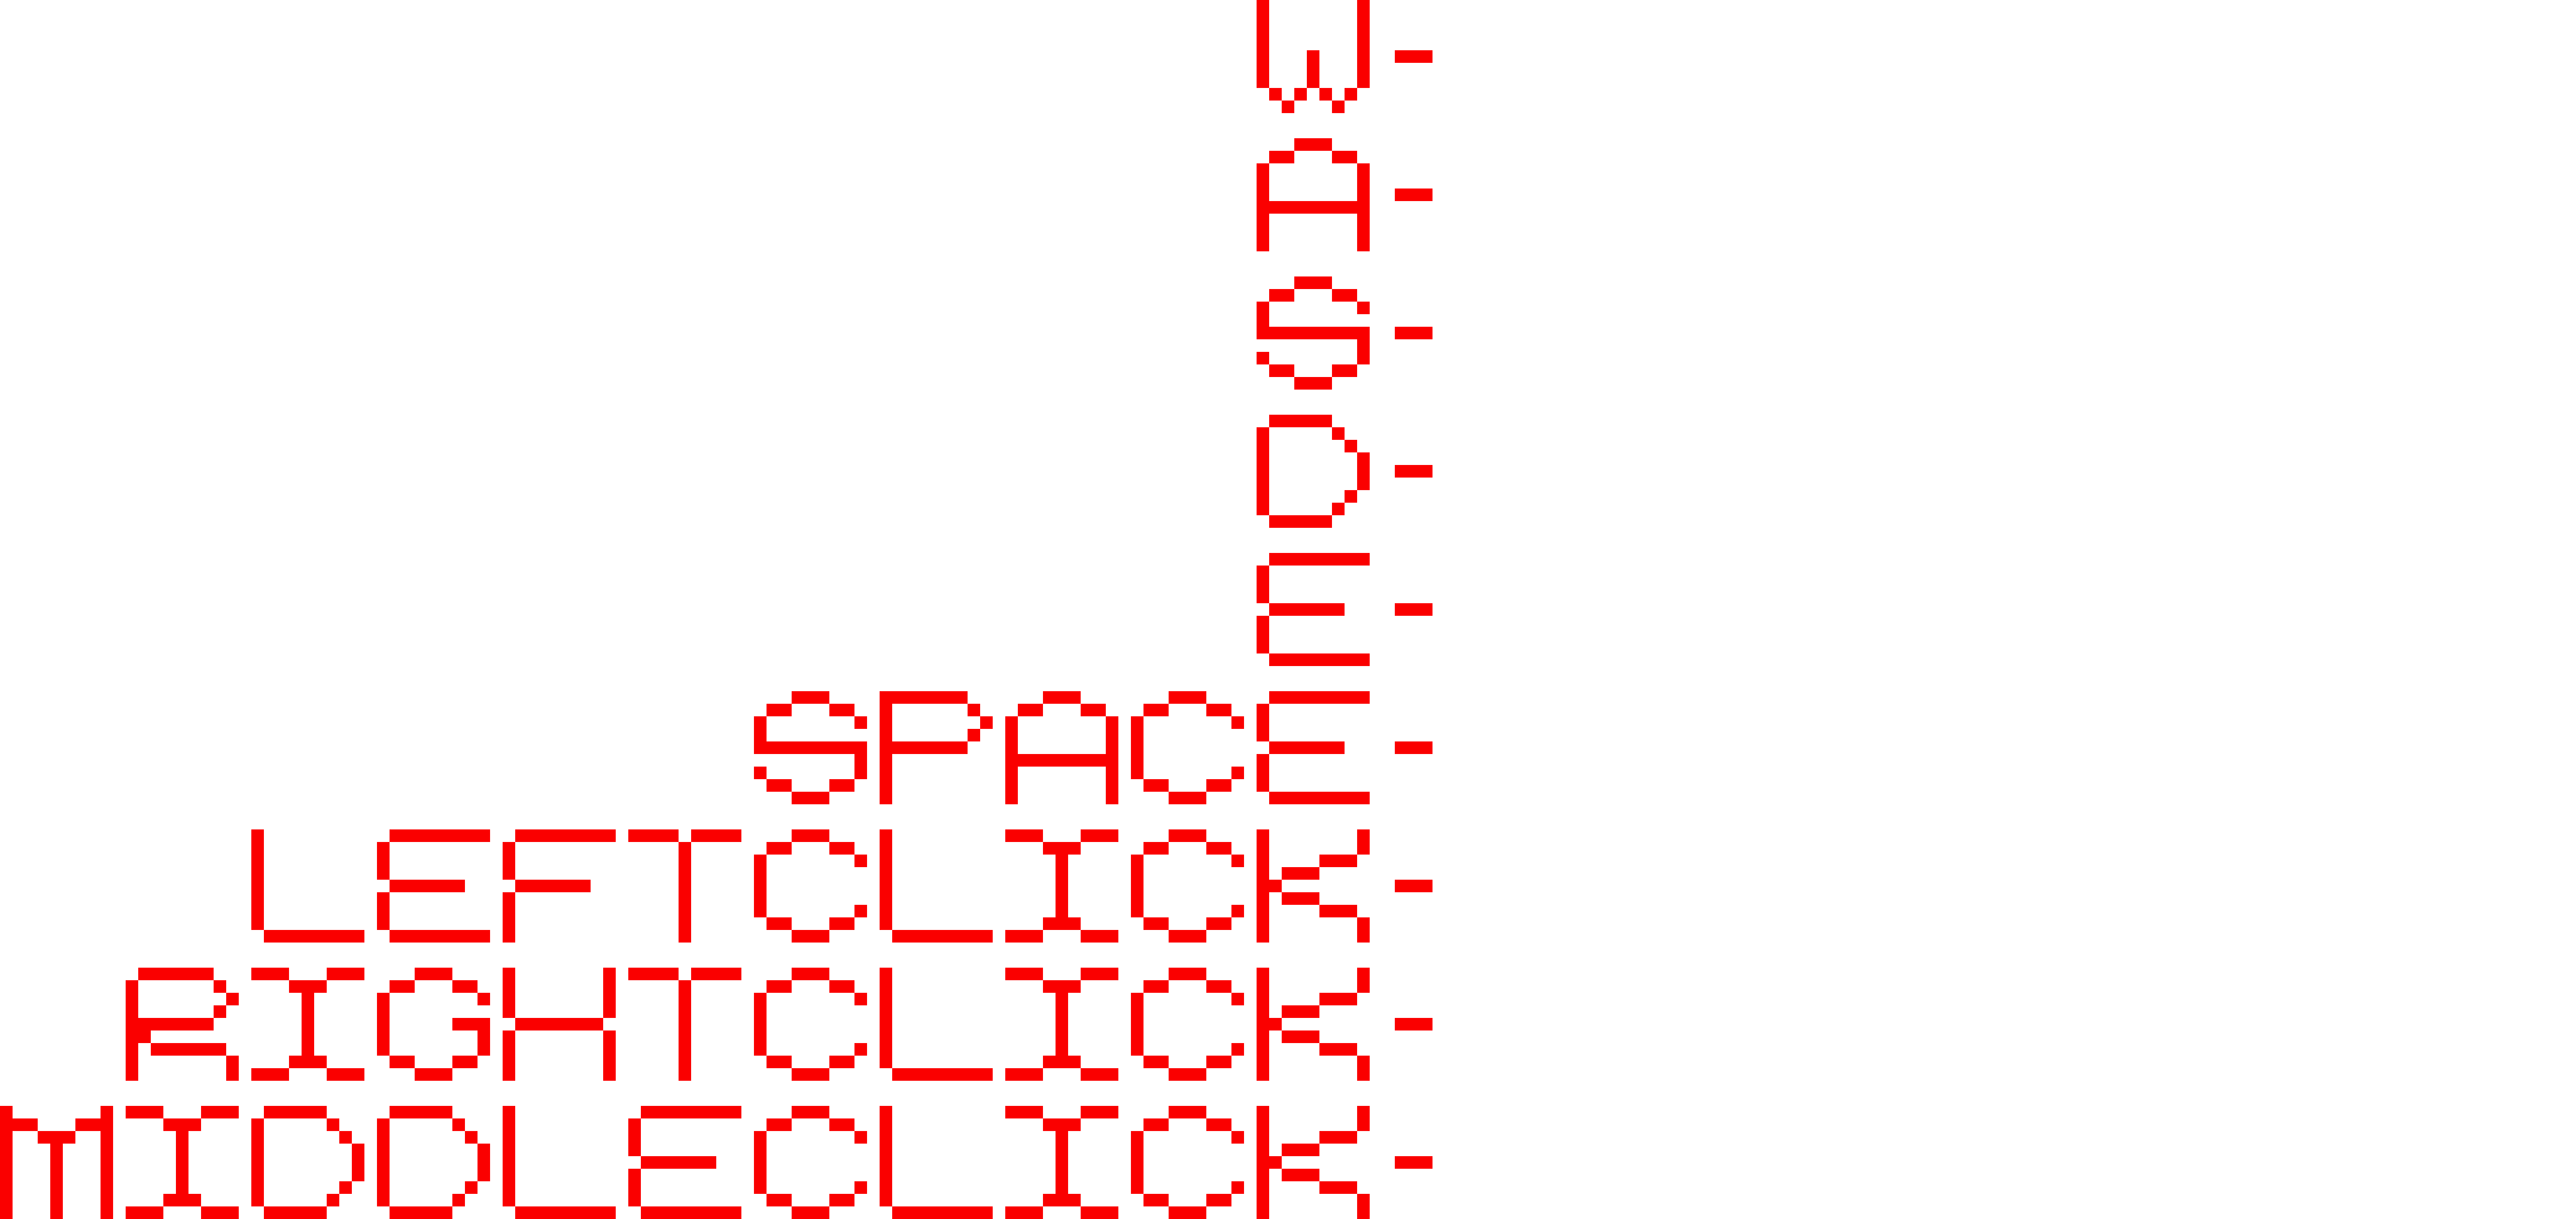 W-
A-
S-
D-
E-
SPACE-
LEFTCLICK-
RIGHTCLICK-
MIDDLECLICK-